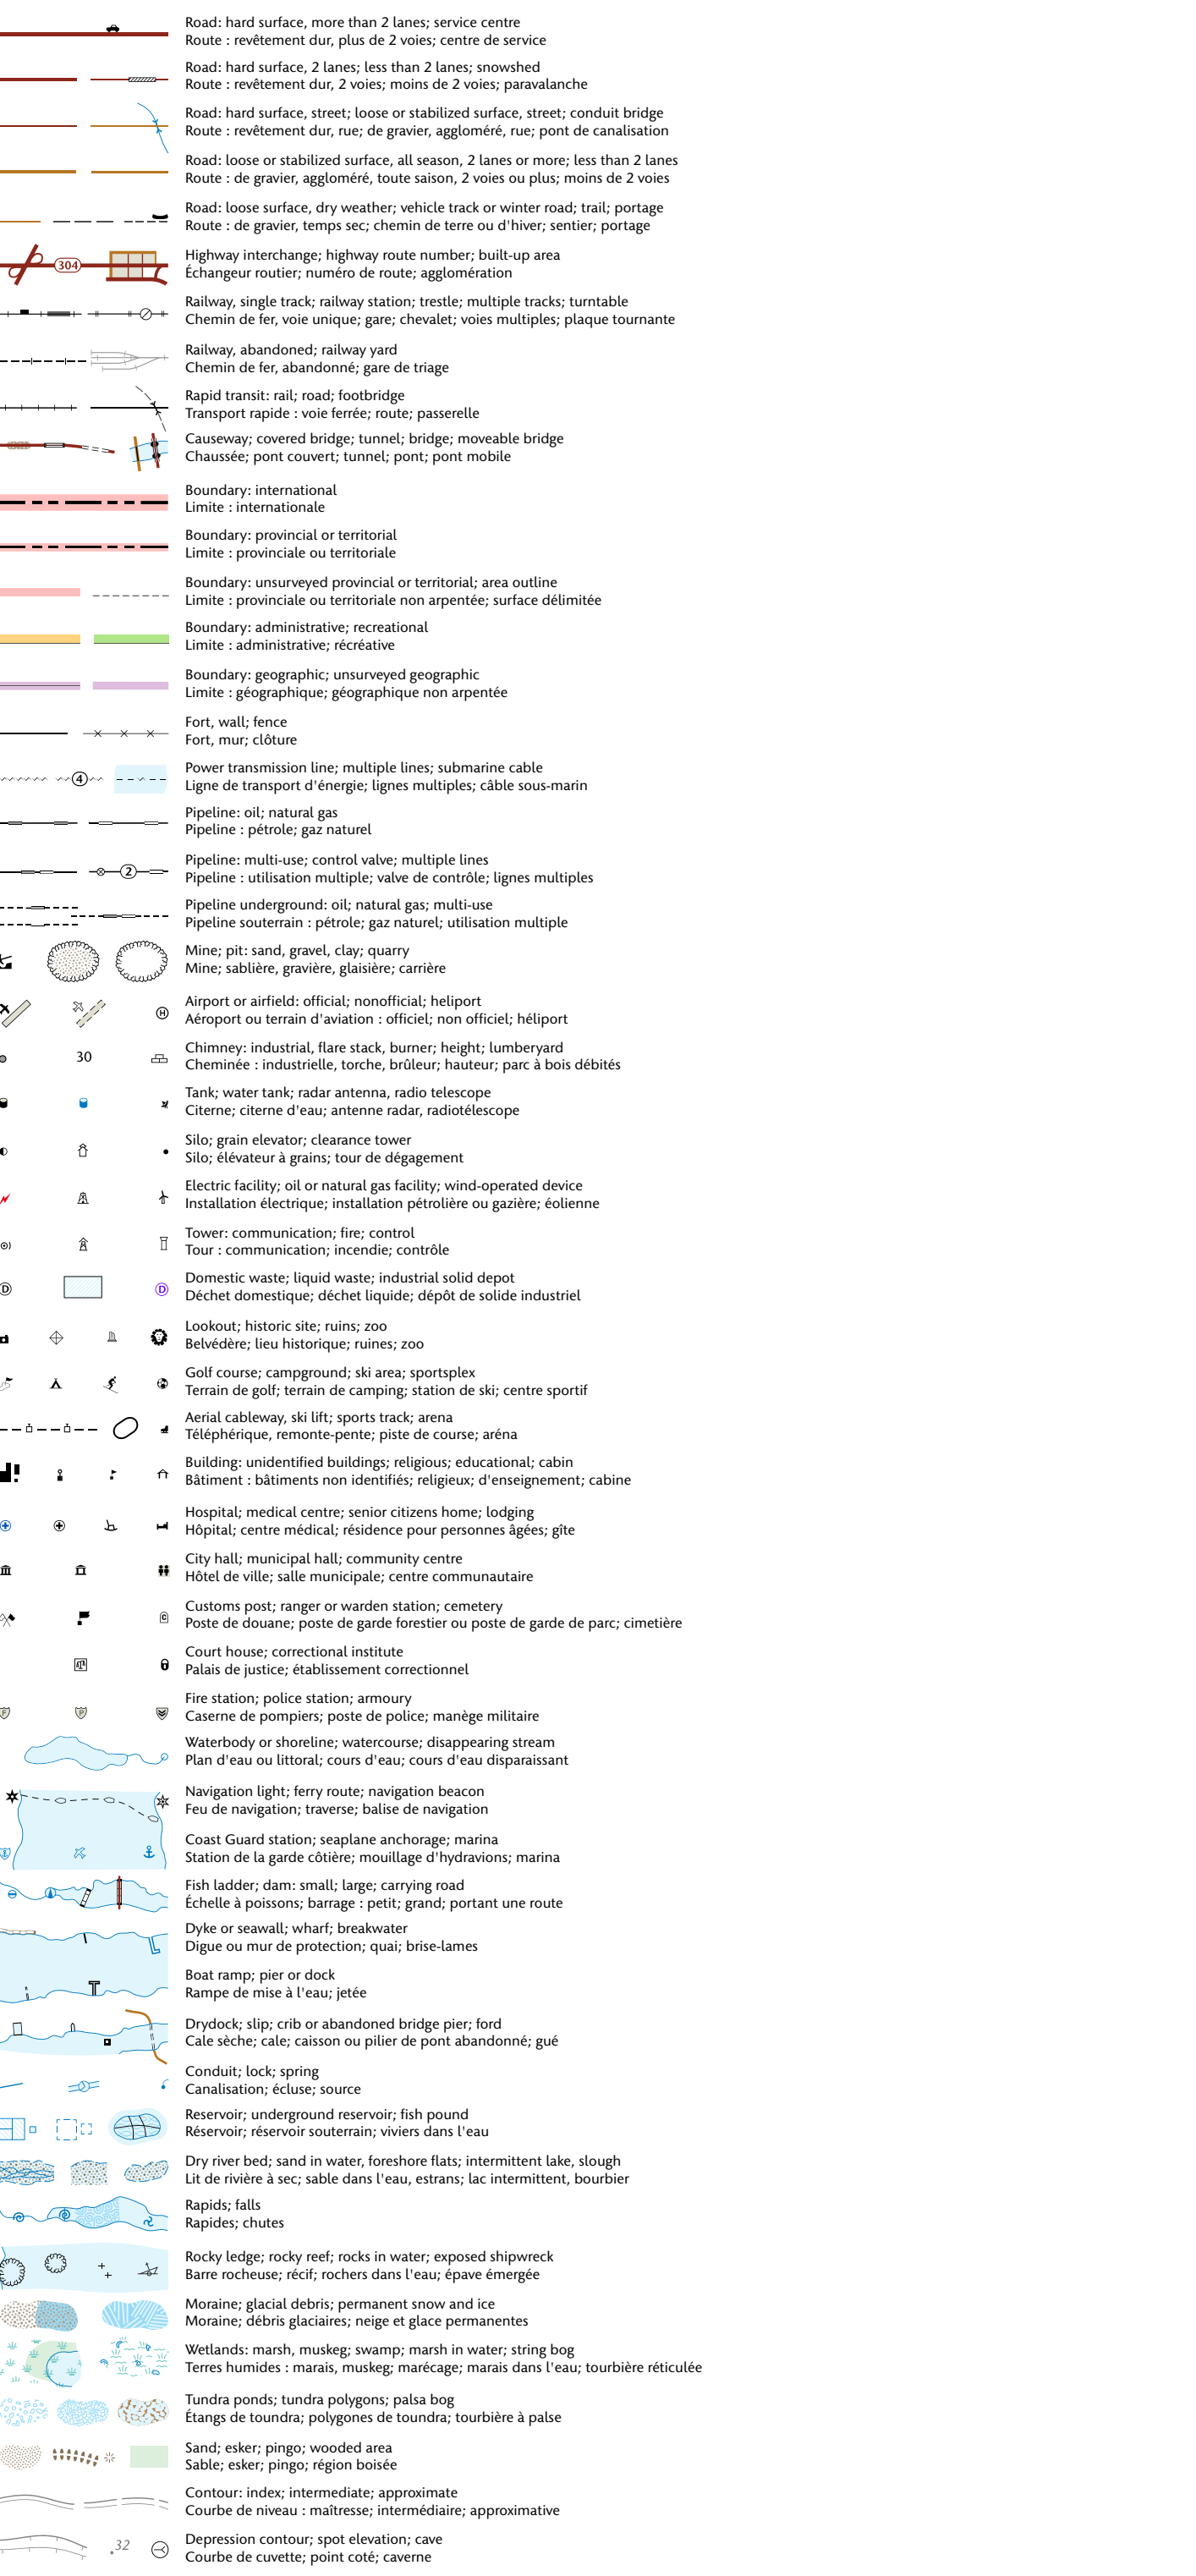 Road: hard surface, more than 2 lanes; service centre
Route : revêtement dur, plus de 2 voies; centre de service
Road: hard surface, 2 lanes; less than 2 lanes; snowshed
Route : revêtement dur, 2 voies; moins de 2 voies; paravalanche
Road: hard surface, street; loose or stabilized surface, street; conduit bridge
Route : revêtement dur, rue; de gravier, aggloméré, rue; pont de canalisation
Road: loose or stabilized surface, all season, 2 lanes or more; less than 2 lanes
Route : de gravier, aggloméré, toute saison, 2 voies ou plus; moins de 2 voies
Road: loose surface, dry weather; vehicle track or winter road; trail; portage
Route : de gravier, temps sec; chemin de terre ou d'hiver; sentier; portage
304
Highway interchange; highway route number; built-up area
Échangeur routier; numéro de route; agglomération
Railway, single track; railway station; trestle; multiple tracks; turntable
Chemin de fer, voie unique; gare; chevalet; voies multiples; plaque tournante
Railway, abandoned; railway yard
Chemin de fer, abandonné; gare de triage
Rapid transit: rail; road; footbridge
Transport rapide : voie ferrée; route; passerelle
Causeway; covered bridge; tunnel; bridge; moveable bridge
Chaussée; pont couvert; tunnel; pont; pont mobile
Boundary: international
Limite : internationale
Boundary: provincial or territorial
Limite : provinciale ou territoriale
Boundary: unsurveyed provincial or territorial; area outline
Limite : provinciale ou territoriale non arpentée; surface délimitée
Boundary: administrative; recreational
Limite : administrative; récréative
Boundary: geographic; unsurveyed geographic
Limite : géographique; géographique non arpentée
Fort, wall; fence
Fort, mur; clôture
4
Power transmission line; multiple lines; submarine cable
Ligne de transport d'énergie; lignes multiples; câble sous-marin
Pipeline: oil; natural gas
Pipeline : pétrole; gaz naturel
2
Pipeline: multi-use; control valve; multiple lines
Pipeline : utilisation multiple; valve de contrôle; lignes multiples
Pipeline underground: oil; natural gas; multi-use
Pipeline souterrain : pétrole; gaz naturel; utilisation multiple
Mine; pit: sand, gravel, clay; quarry
Mine; sablière, gravière, glaisière; carrière
H
Airport or airfield: official; nonofficial; heliport
Aéroport ou terrain d'aviation : officiel; non officiel; héliport
30
Chimney: industrial, flare stack, burner; height; lumberyard
Cheminée : industrielle, torche, brûleur; hauteur; parc à bois débités
Tank; water tank; radar antenna, radio telescope
Citerne; citerne d'eau; antenne radar, radiotélescope
Silo; grain elevator; clearance tower
Silo; élévateur à grains; tour de dégagement
Electric facility; oil or natural gas facility; wind-operated device
Installation électrique; installation pétrolière ou gazière; éolienne
Tower: communication; fire; control
Tour : communication; incendie; contrôle
D D
Domestic waste; liquid waste; industrial solid depot
Déchet domestique; déchet liquide; dépôt de solide industriel
Lookout; historic site; ruins; zoo
Belvédère; lieu historique; ruines; zoo
Golf course; campground; ski area; sportsplex
Terrain de golf; terrain de camping; station de ski; centre sportif
Aerial cableway, ski lift; sports track; arena
Téléphérique, remonte-pente; piste de course; aréna
Building: unidentified buildings; religious; educational; cabin
Bâtiment : bâtiments non identifiés; religieux; d'enseignement; cabine
Hospital; medical centre; senior citizens home; lodging
Hôpital; centre médical; résidence pour personnes âgées; gîte
City hall; municipal hall; community centre
Hôtel de ville; salle municipale; centre communautaire
C
Customs post; ranger or warden station; cemetery
Poste de douane; poste de garde forestier ou poste de garde de parc; cimetière
Court house; correctional institute
Palais de justice; établissement correctionnel
F P
Fire station; police station; armoury
Caserne de pompiers; poste de police; manège militaire
Waterbody or shoreline; watercourse; disappearing stream
Plan d'eau ou littoral; cours d'eau; cours d'eau disparaissant
Navigation light; ferry route; navigation beacon
Feu de navigation; traverse; balise de navigation
Coast Guard station; seaplane anchorage; marina
Station de la garde côtière; mouillage d'hydravions; marina
Fish ladder; dam: small; large; carrying road
Échelle à poissons; barrage : petit; grand; portant une route
Dyke or seawall; wharf; breakwater
Digue ou mur de protection; quai; brise-lames
Boat ramp; pier or dock
Rampe de mise à l'eau; jetée
Drydock; slip; crib or abandoned bridge pier; ford
Cale sèche; cale; caisson ou pilier de pont abandonné; gué
Conduit; lock; spring
Canalisation; écluse; source
Reservoir; underground reservoir; fish pound
Réservoir; réservoir souterrain; viviers dans l'eau
Dry river bed; sand in water, foreshore flats; intermittent lake, slough
Lit de rivière à sec; sable dans l'eau, estrans; lac intermittent, bourbier
Rapids; falls
Rapides; chutes
Rocky ledge; rocky reef; rocks in water; exposed shipwreck
Barre rocheuse; récif; rochers dans l'eau; épave émergée
Moraine; glacial debris; permanent snow and ice
Moraine; débris glaciaires; neige et glace permanentes
Wetlands: marsh, muskeg; swamp; marsh in water; string bog
Terres humides : marais, muskeg; marécage; marais dans l'eau; tourbière réticulée
Tundra ponds; tundra polygons; palsa bog
Étangs de toundra; polygones de toundra; tourbière à palse
Sand; esker; pingo; wooded area
Sable; esker; pingo; région boisée
Contour: index; intermediate; approximate
Courbe de niveau : maîtresse; intermédiaire; approximative
.32
Depression contour; spot elevation; cave
Courbe de cuvette; point coté; caverne